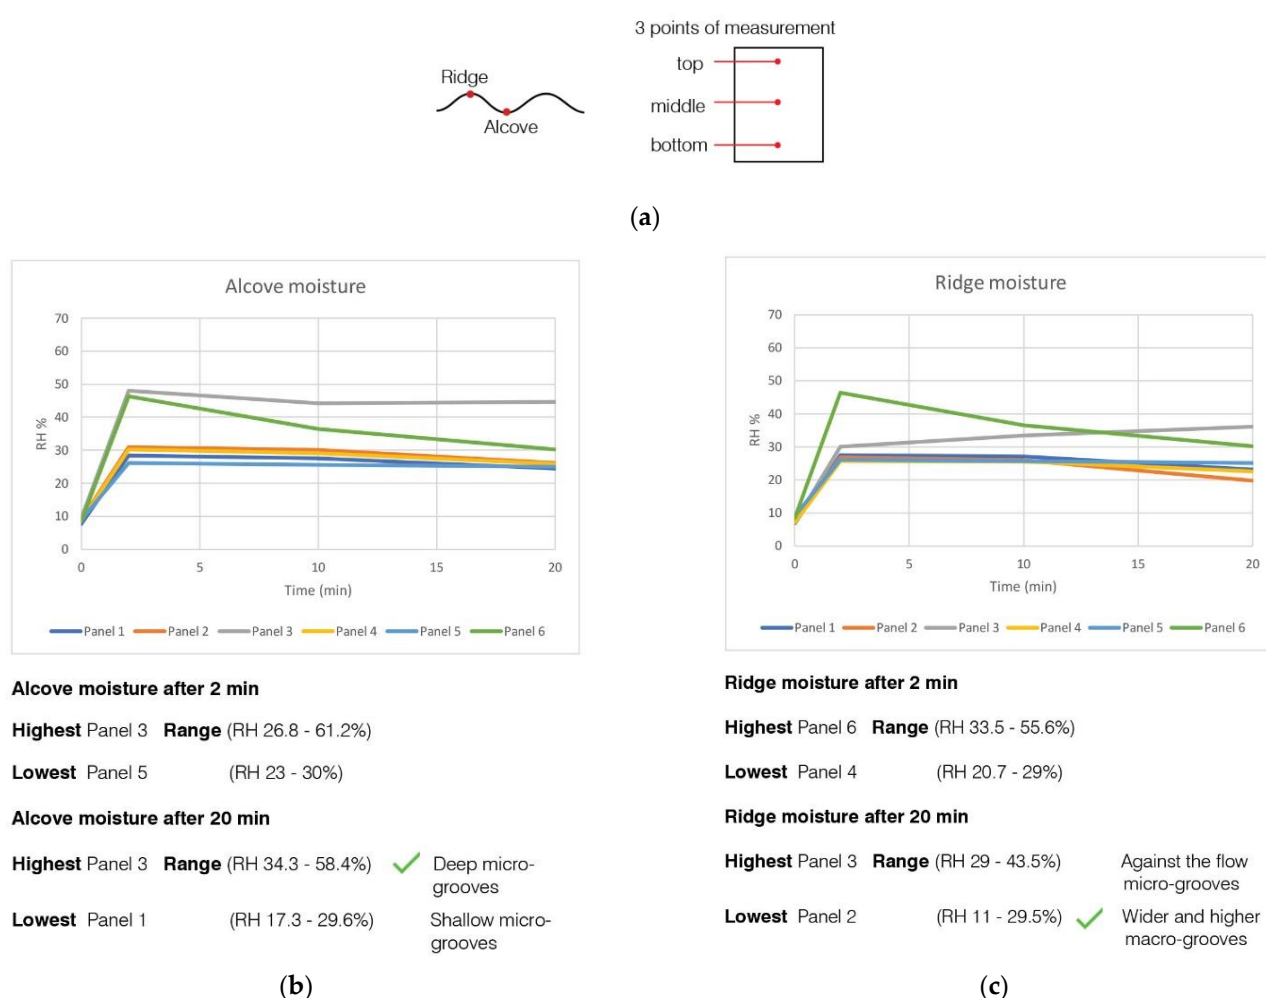 3 points of measurement
Ridge
Alcove
top
middle
bottom
(a)
Alcove moisture
70
60
50
40
30
20
10
0
RH %
0 5 10 15 20
Time (min)
Panel 1 Panel 2 Panel 3 Panel 4 Panel 5 Panel 6
Alcove moisture after 2 min
Highest Panel 3 Range (RH 26.8 - 61.2%)
Lowest Panel 5 (RH 23 - 30%)
Alcove moisture after 20 min
Highest Panel 3 Range (RH 34.3 - 58.4%) Deep micro-
grooves
Lowest Panel 1 (RH 17.3 - 29.6%) Shallow micro-
grooves
(b)
Ridge moisture
70
60
50
40
30
20
10
0
RH %
0 5 10 15 20
Time (min)
Panel 1 Panel 2 Panel 3 Panel 4 Panel 5 Panel 6
Ridge moisture after 2 min
Highest Panel 6 Range (RH 33.5 - 55.6%)
Lowest Panel 4 (RH 20.7 - 29%)
Ridge moisture after 20 min
Highest Panel 3 Range (RH 29 - 43.5%) Against the flow
micro-grooves
Lowest Panel 2 (RH 11 - 29.5%) Wider and higher
macro-grooves
(c)